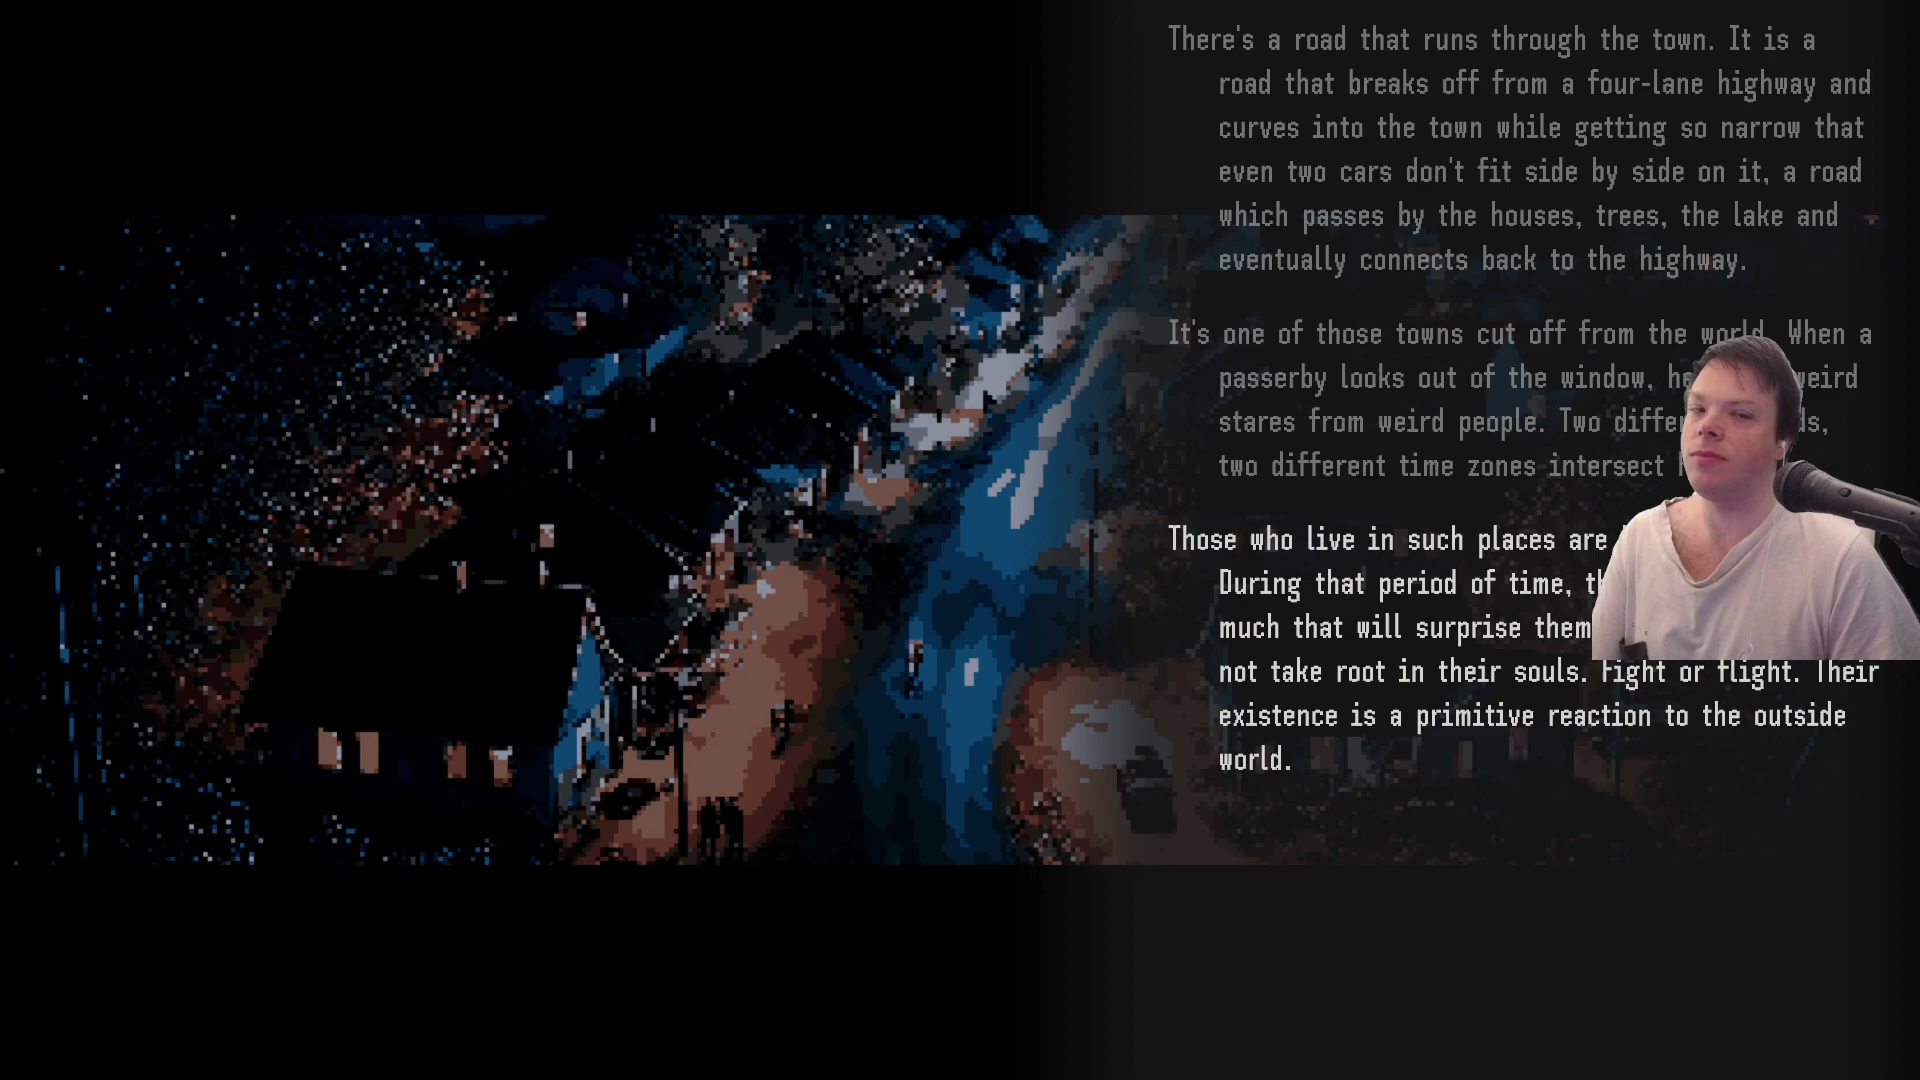 There's a road that runs through the town. It is a
road that breaks off from a four-lane highway and
curves into the town while getting so narrow that
even two cars don't fit side by side on it, a road
which passes by the houses, trees, the lake and
eventually connects back to the highway.
It's one of those towns cut off from the world. When a
passerby looks out of the window, weird
stares from weird people. Two
two different time zones intersect
Those who live in such places are
During that period of time,
much that will surprise them
not take root in their souls. Fight or flight. Their
existence is a primitive reaction to the outside
world.